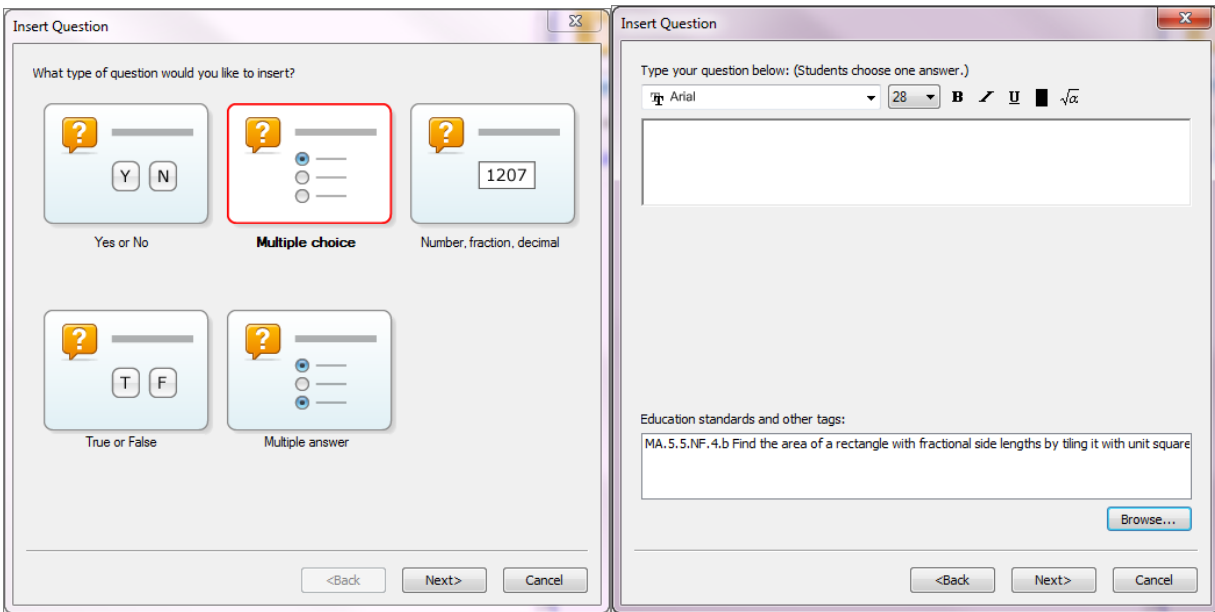 Insert Question
What type of question would you like to insert?
Y N
1207
Yes or No
Multiple choice
Number, fraction, decimal
T F
True or False
Multiple answer
<Back
Next>
Cancel
Insert Question
Type your question below: (Students choose one answer.)
Arial 28 B I U √α
Education standards and other tags:
MA.5.5.NF.4.b Find the area of a rectangle with fractional side lengths by tiling it with unit square
Browse...
<Back
Next>
Cancel